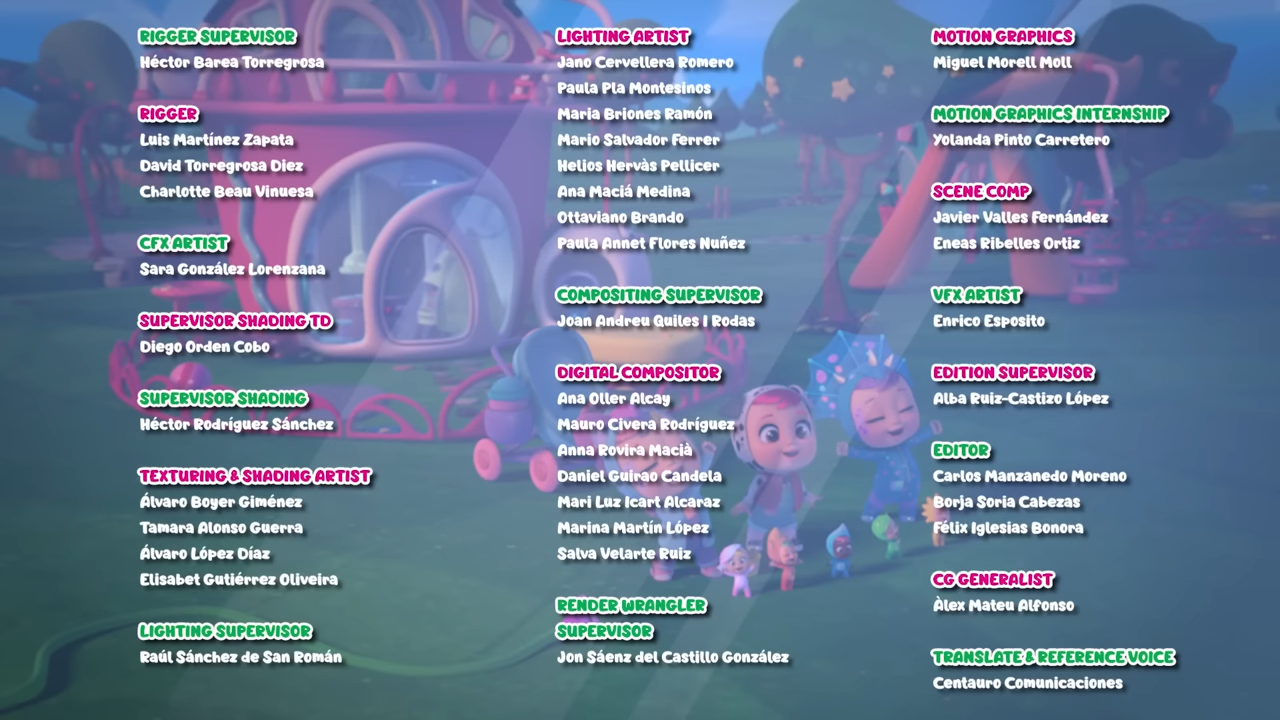 RIGGER SUPERVISOR
Héctor Barea Torregrosa
RIGGER
Luis Martínez Zapata
David Torregrosa Diez
Charlotte Beau Vinuesa
CFX ARTIST
Sara González Lorenzana
SUPERVISOR SHADING TD
Diego Orden Cobo
SUPERVISOR SHADING
Héctor Rodríguez Sánchez
TEXTURING & SHADING ARTIST
Álvaro Boyer Giménez
Tamara Alonso Guerra
Álvaro López Díaz
Elisabet Gutiérrez Oliveira
LIGHTING SUPERVISOR
Raúl Sánchez de San Román
LIGHTING ARTIST
Jano Cervellera Romero
Paula Pla Montesinos
Maria Briones Ramón
Mario Salvador Ferrer
Helios Hervàs Pellicer
Ana Maciá Medina
Ottaviano Brando
Paula Annet Flores Nuñez
COMPOSITING SUPERVISOR
Joan Andreu Quiles I Rodas
DIGITAL COMPOSITOR
Ana Oller Alcay
Mauro Civera Rodríguez
Anna Rovira Macià
Daniel Guirao Candela
Mari Luz Icart Alcaraz
Marina Martín López
Salva Velarte Ruiz
RENDER WRANGLER
SUPERVISOR
Jon Sáenz del Castillo González
MOTION GRAPHICS
Miguel Morell Moll
MOTION GRAPHICS INTERNSHIP
Yolanda Pinto Carretero
SCENE COMP
Javier Valles Fernández
Eneas Ribelles Ortiz
VFX ARTIST
Enrico Esposito
EDITION SUPERVISOR
Alba Ruiz-Castizo López
EDITOR
Carlos Manzanedo Moreno
Borja Soria Cabezas
Félix Iglesias Bonora
CG GENERALIST
Àlex Mateu Alfonso
TRANSLATE & REFERENCE VOICE
Centauro Comunicaciones